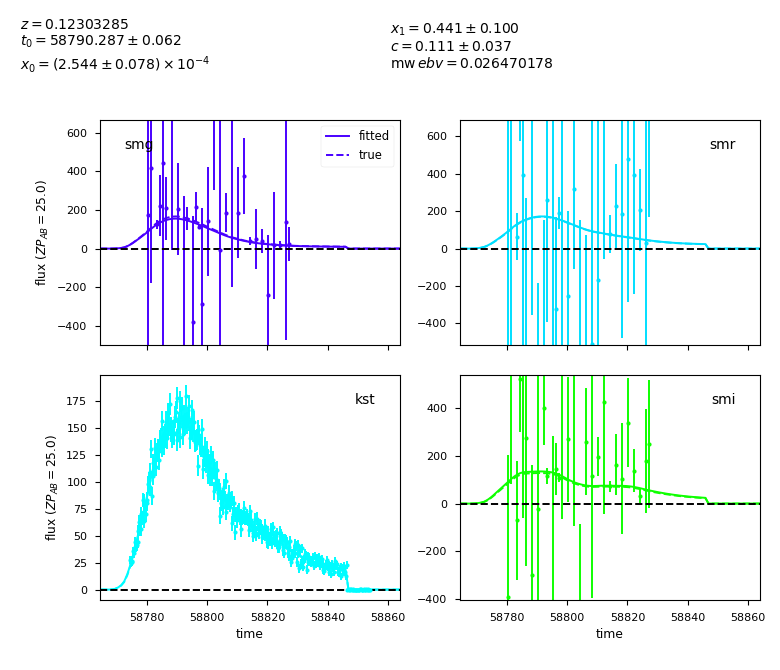 z = 0.12303285
t₀ = 58790.287 ± 0.062
x₀ = (2.544 ± 0.078) × 10⁻⁴
x₁ = 0.441 ± 0.100
c = 0.111 ± 0.037
mw ebv = 0.026470178
smg
fitted
true
600
400
200
0
−200
−400
flux (ZP_AB = 25.0)
smr
600
400
200
0
−200
−400
kst
175
150
125
100
75
50
25
0
flux (ZP_AB = 25.0)
58780 58800 58820 58840 58860
time
smi
400
200
0
−200
−400
58780 58800 58820 58840 58860
time